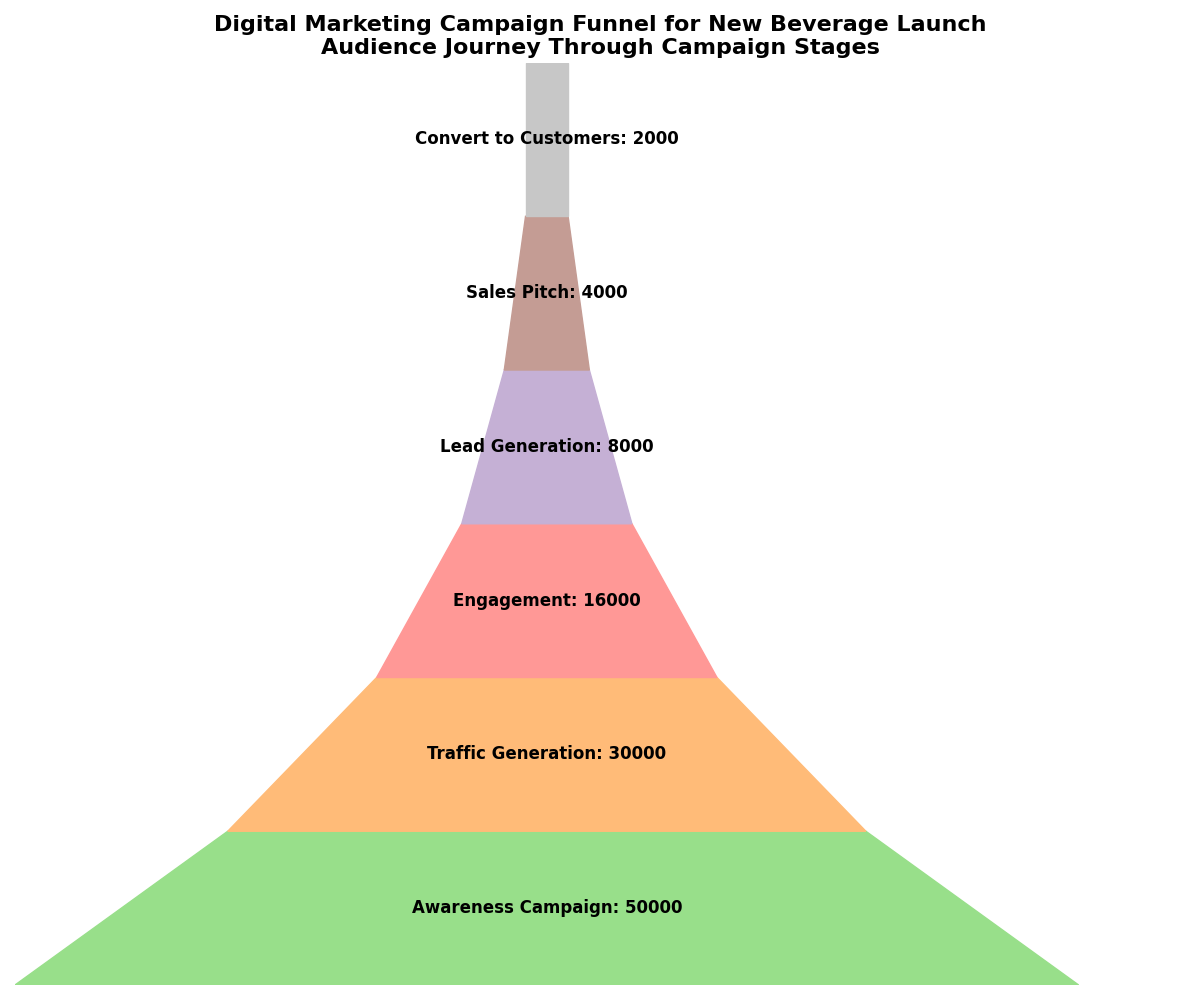 Digital Marketing Campaign Funnel for New Beverage Launch
Audience Journey Through Campaign Stages
Convert to Customers: 2000
Sales Pitch: 4000
Lead Generation: 8000
Engagement: 16000
Traffic Generation: 30000
Awareness Campaign: 50000